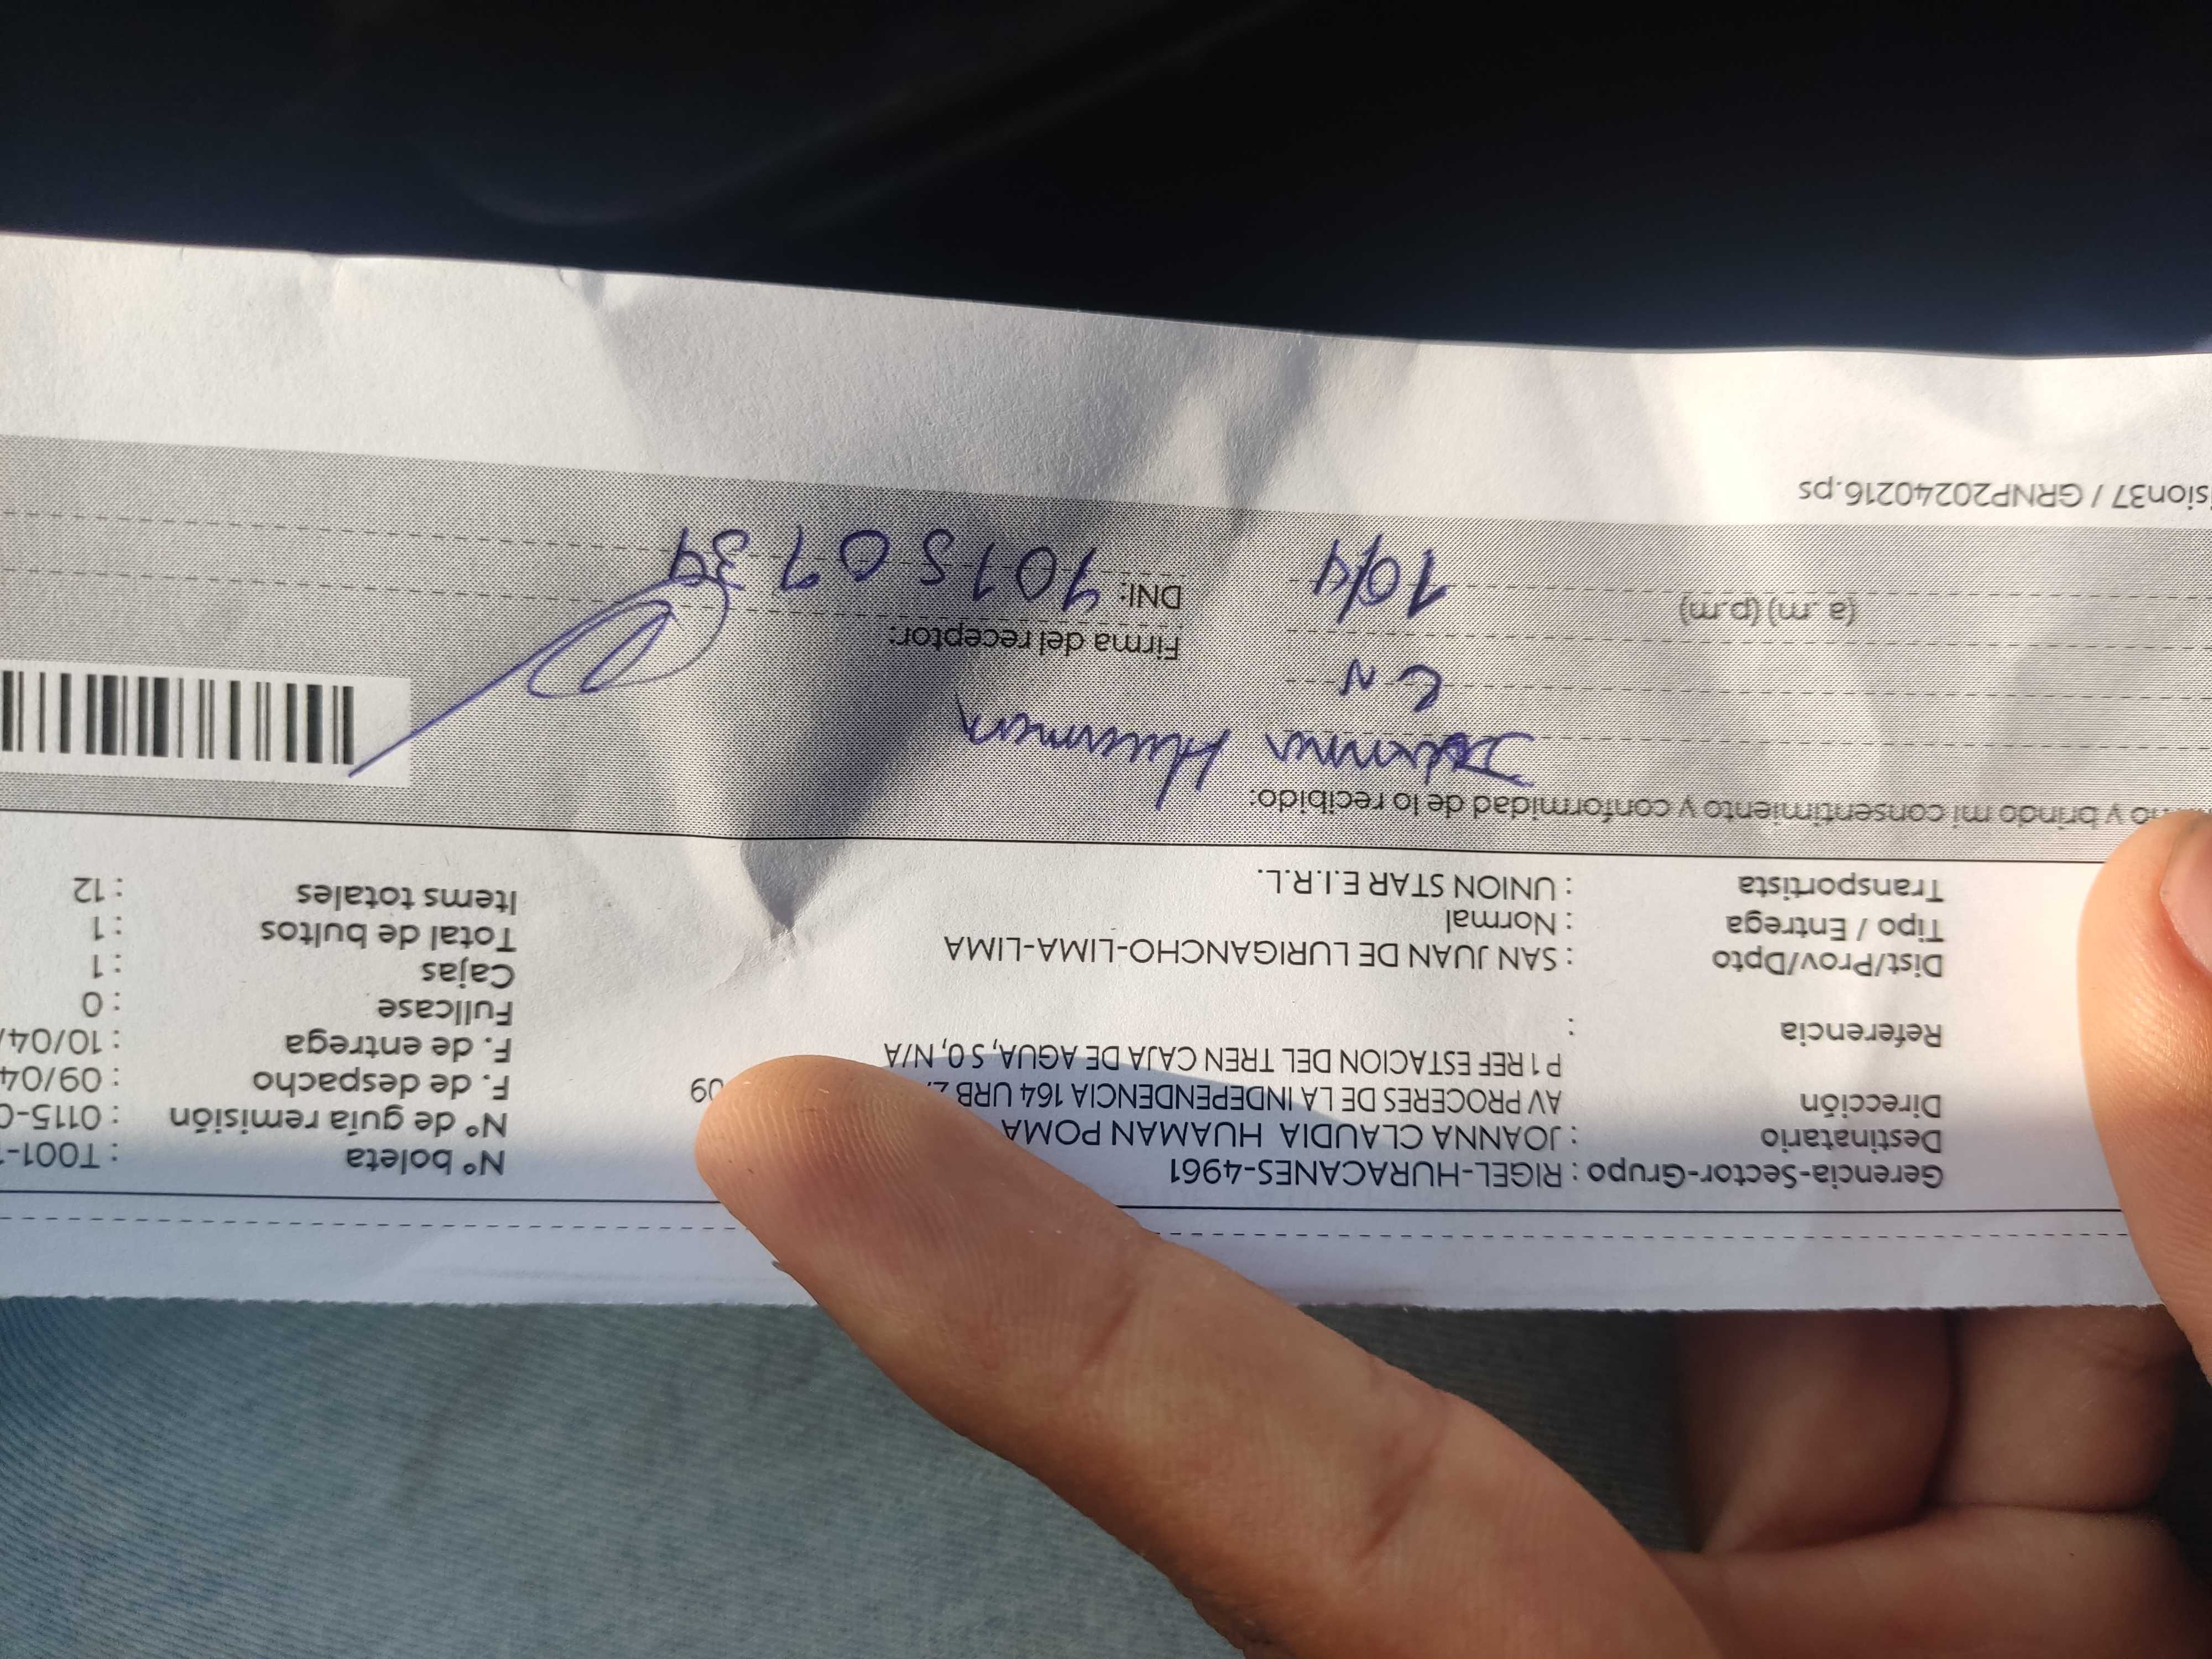 Gerencia-Sector-Grupo : RIGEL-HURACANES-4961
Destinatario : JOANNA CLAUDIA HUAMAN POMA
Dirección AV PROCERES DE LA INDEPENDENCIA 164 URB
P 1 REF ESTACION DEL TREN CAJA DE AGUA, S 0, N/A
Referencia :
Dist/Prov/Dpto : SAN JUAN DE LURIGANCHO-LIMA-LIMA
Tipo / Entrega : Normal
Transportista : UNION STAR E.I.R.L.
N° boleta : T001-
N° de guía remisión : 0115-0
F. de despacho : 09/04
F. de entrega : 10/04/
Fullcase : 0
Cajas : 1
Total de bultos : 1
Items totales : 12
y brindo mi consentimiento y conformidad de lo recibido:
Joanna Huaman
Firma del receptor:
(a .m) (p.m) 10/4
DNI:
sion37 / GRNP20240216.ps